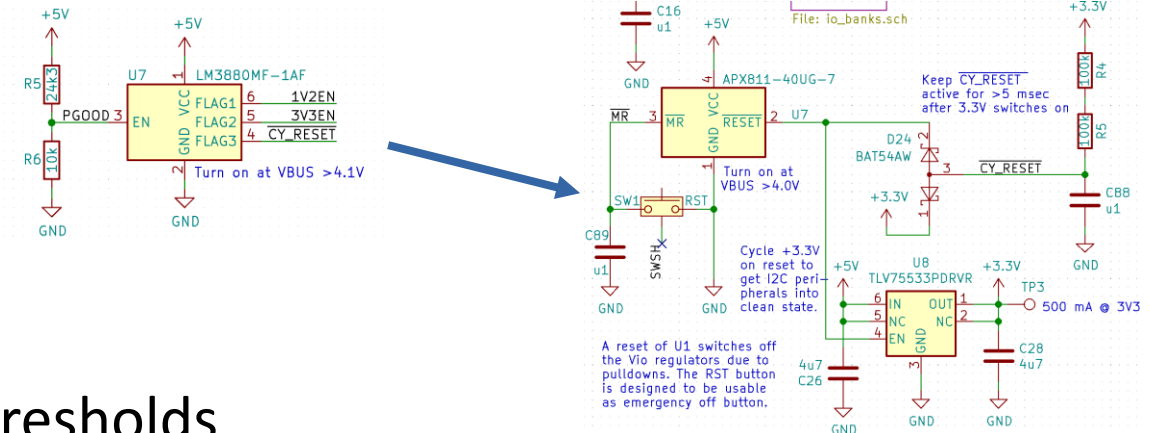 +5V
+5V
R5
24k3
U7
LM3880MF-1AF
1
VCC
PGOOD
3
EN
FLAG1
6
1V2EN
FLAG2
5
3V3EN
FLAG3
4
CY_RESET
GND
2
R6
10k
Turn on at VBUS >4.1V
GND
GND
resholds
C16
u1
GND
File: io_banks.sch
+5V
4
APX811-40UG-7
VCC
MR
3
MR
RESET
2
U7
GND
1
Turn on at
VBUS >4.0V
SW1
RST
SWSH
C89
u1
GND
GND
Keep CY_RESET
active for >5 msec
after 3.3V switches on
+3.3V
100k
R4
100k
R5
D24
BAT54AW
2
3
CY_RESET
1
+3.3V
C88
u1
GND
Cycle +3.3V
on reset to
get I2C peri-
pherals into
clean state.
+5V
U8
TLV75533PDRVR
+3.3V
TP3
6
IN
OUT
1
500 mA @ 3V3
5
NC
NC
2
4
EN
GND
3
4u7
C26
C28
4u7
GND
GND
GND
A reset of U1 switches off
the Vio regulators due to
pulldowns. The RST button
is designed to be usable
as emergency off button.